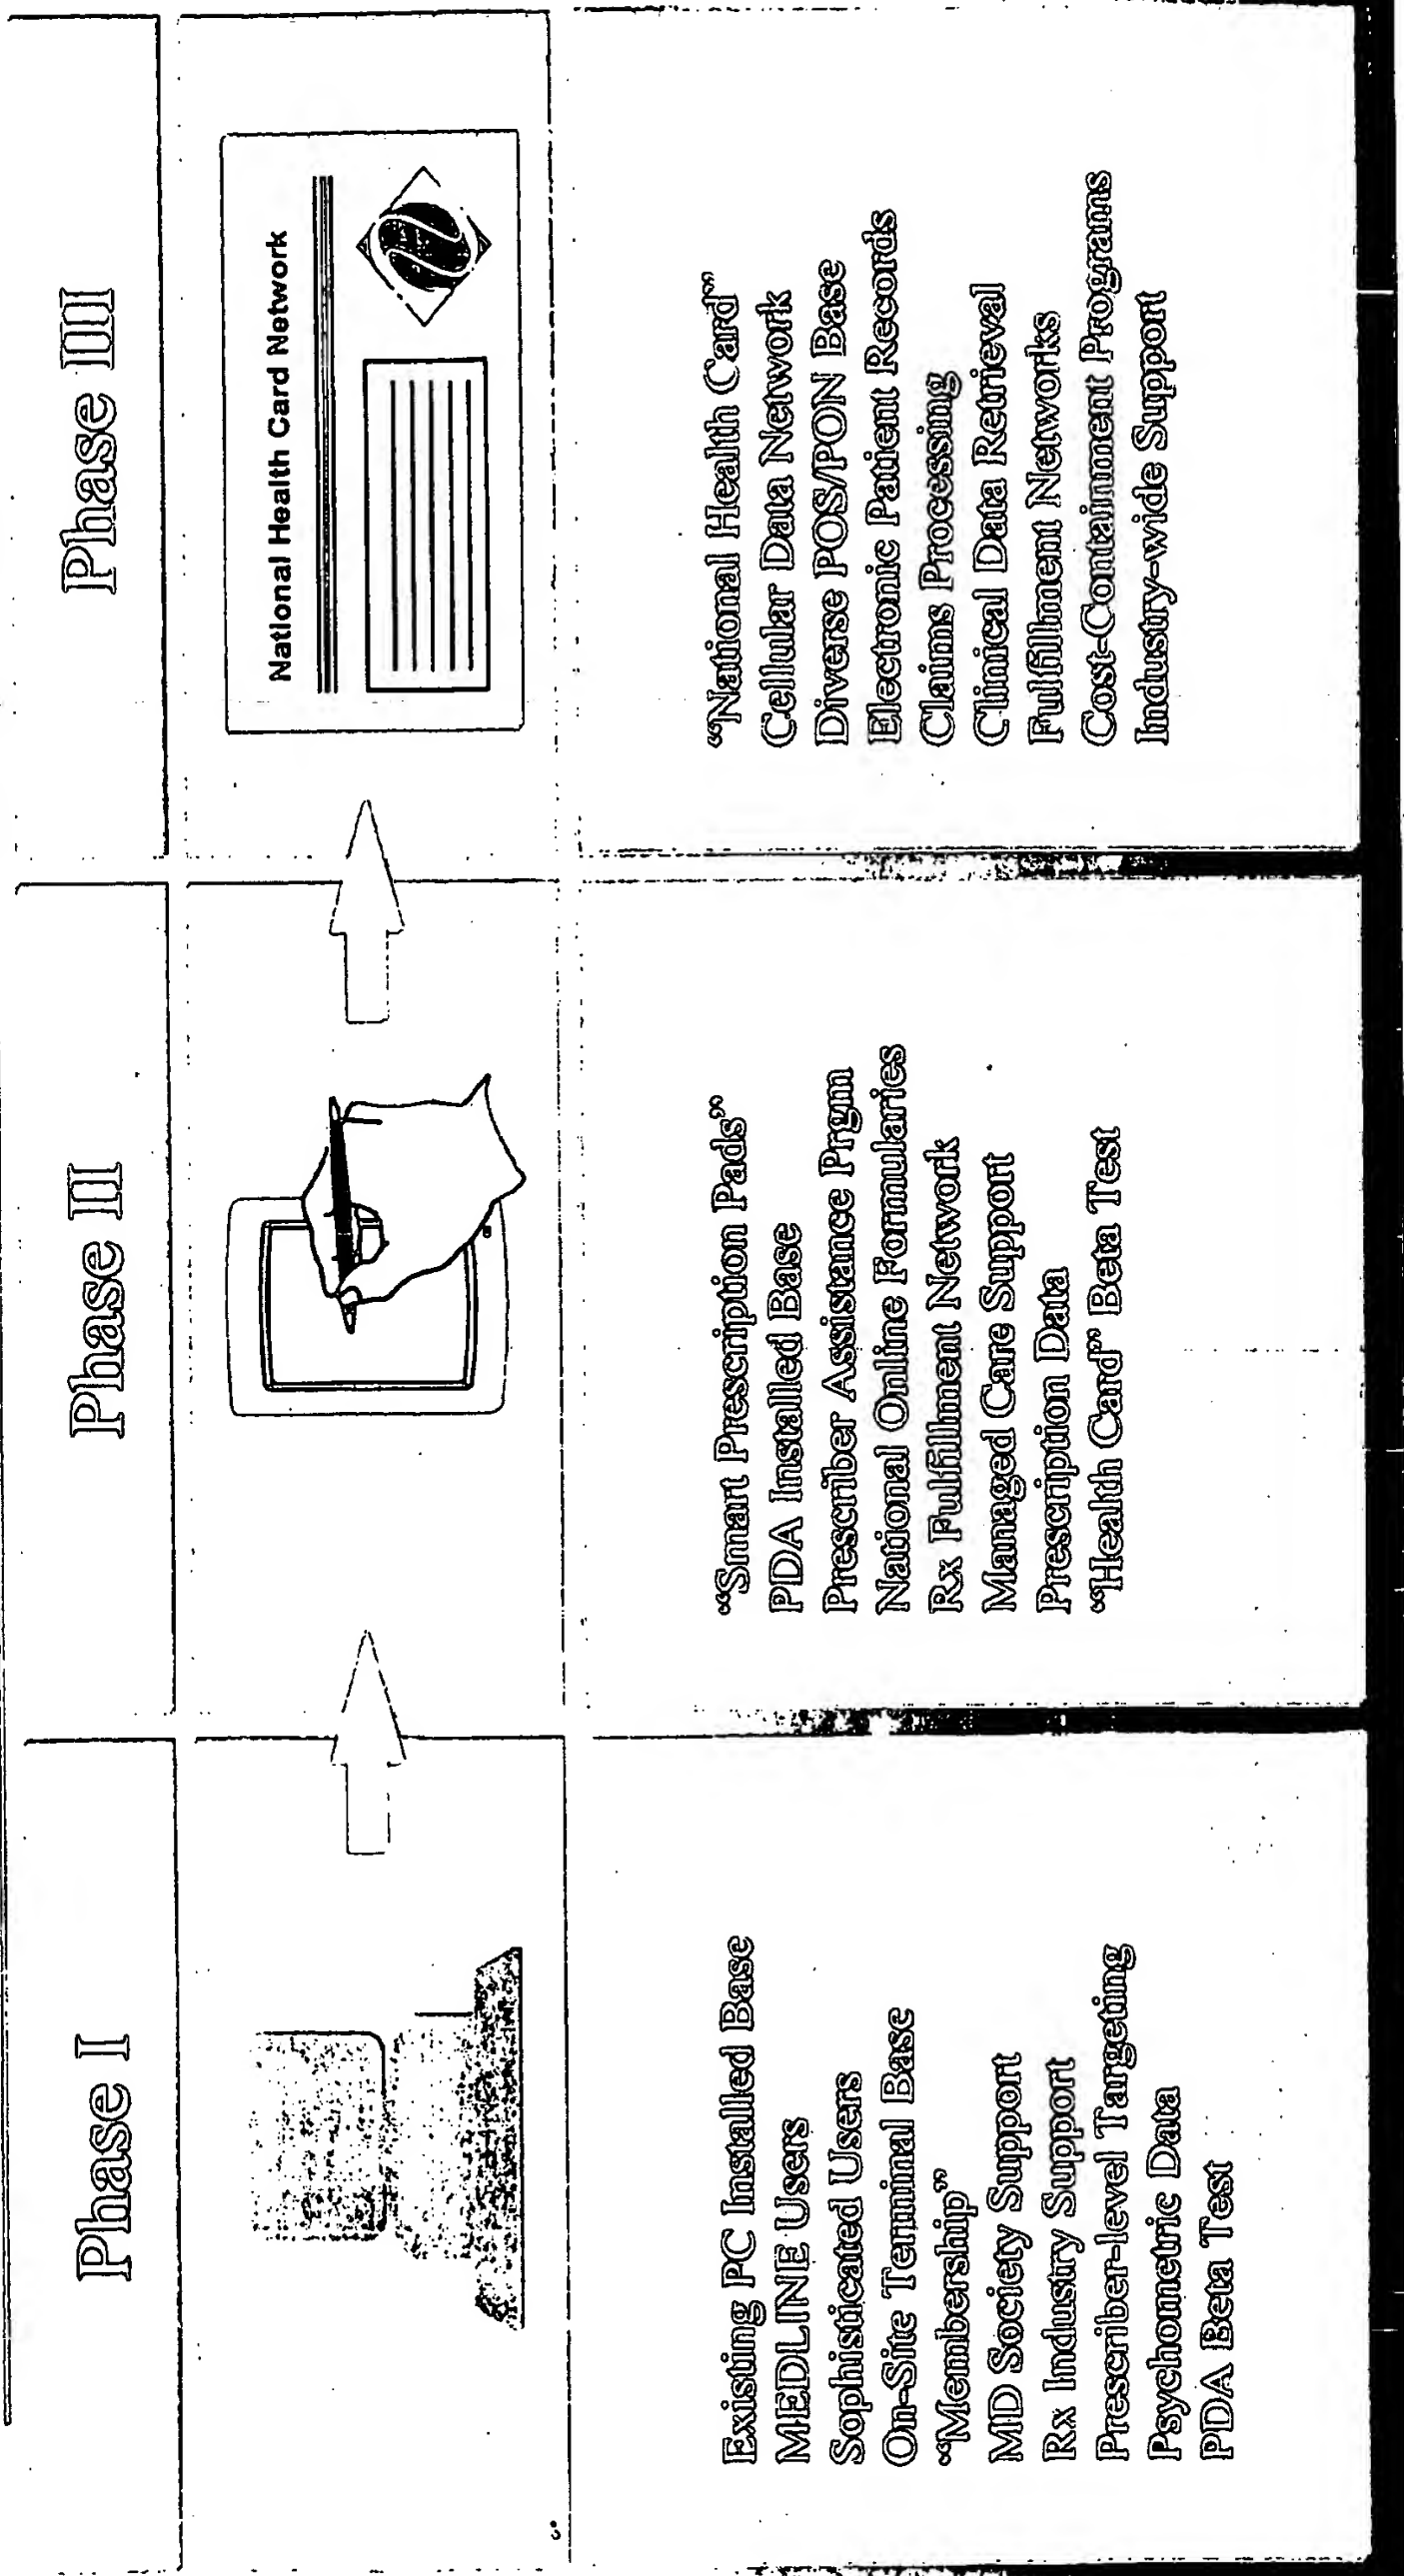 Phase I
Existing PC Installed Base
MEDLINE Users
Sophisticated Users
On-Site Terminal Base
“Membership”
MD Society Support
Rx Industry Support
Prescriber-level Targeting
Psychometric Data
PDA Beta Test
Phase II
“Smart Prescription Pads”
PDA Installed Base
Prescriber Assistance Prgm
National Online Formularies
Rx Fulfillment Network
Managed Care Support
Prescription Data
“Health Card” Beta Test
Phase III
National Health Card Network
“National Health Card”
Cellular Data Network
Diverse POS/PON Base
Electronic Patient Records
Claims Processing
Clinical Data Retrieval
Fulfillment Networks
Cost-Containment Programs
Industry-wide Support